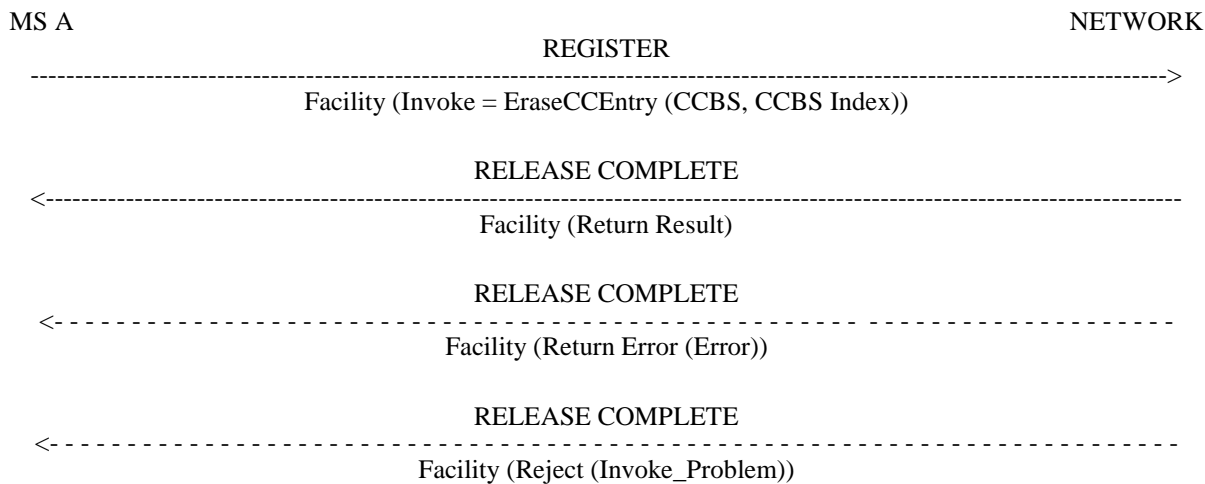 MS A NETWORK
REGISTER
Facility (Invoke = EraseCCEntry (CCBS, CCBS Index))
RELEASE COMPLETE
Facility (Return Result)
RELEASE COMPLETE
Facility (Return Error (Error))
RELEASE COMPLETE
Facility (Reject (Invoke_Problem))